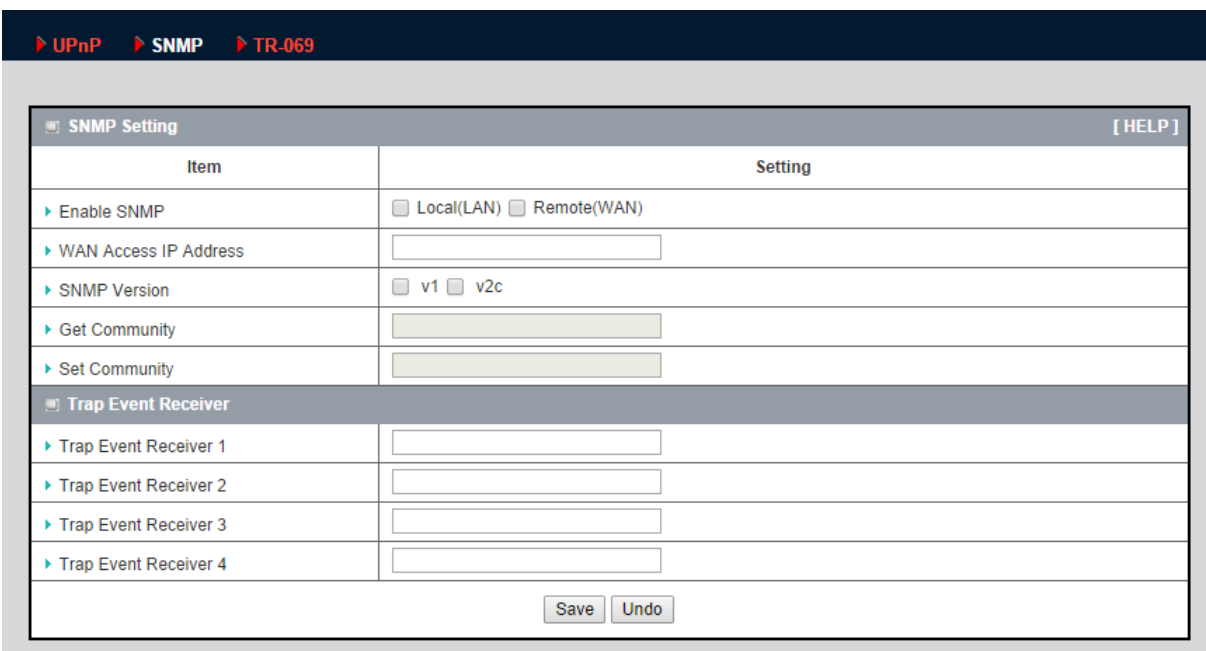 UPnP SNMP TR-069
SNMP Setting [ HELP ]
Item Setting
Enable SNMP Local(LAN) Remote(WAN)
WAN Access IP Address
SNMP Version v1 v2c
Get Community
Set Community
Trap Event Receiver
Trap Event Receiver 1
Trap Event Receiver 2
Trap Event Receiver 3
Trap Event Receiver 4
Save Undo